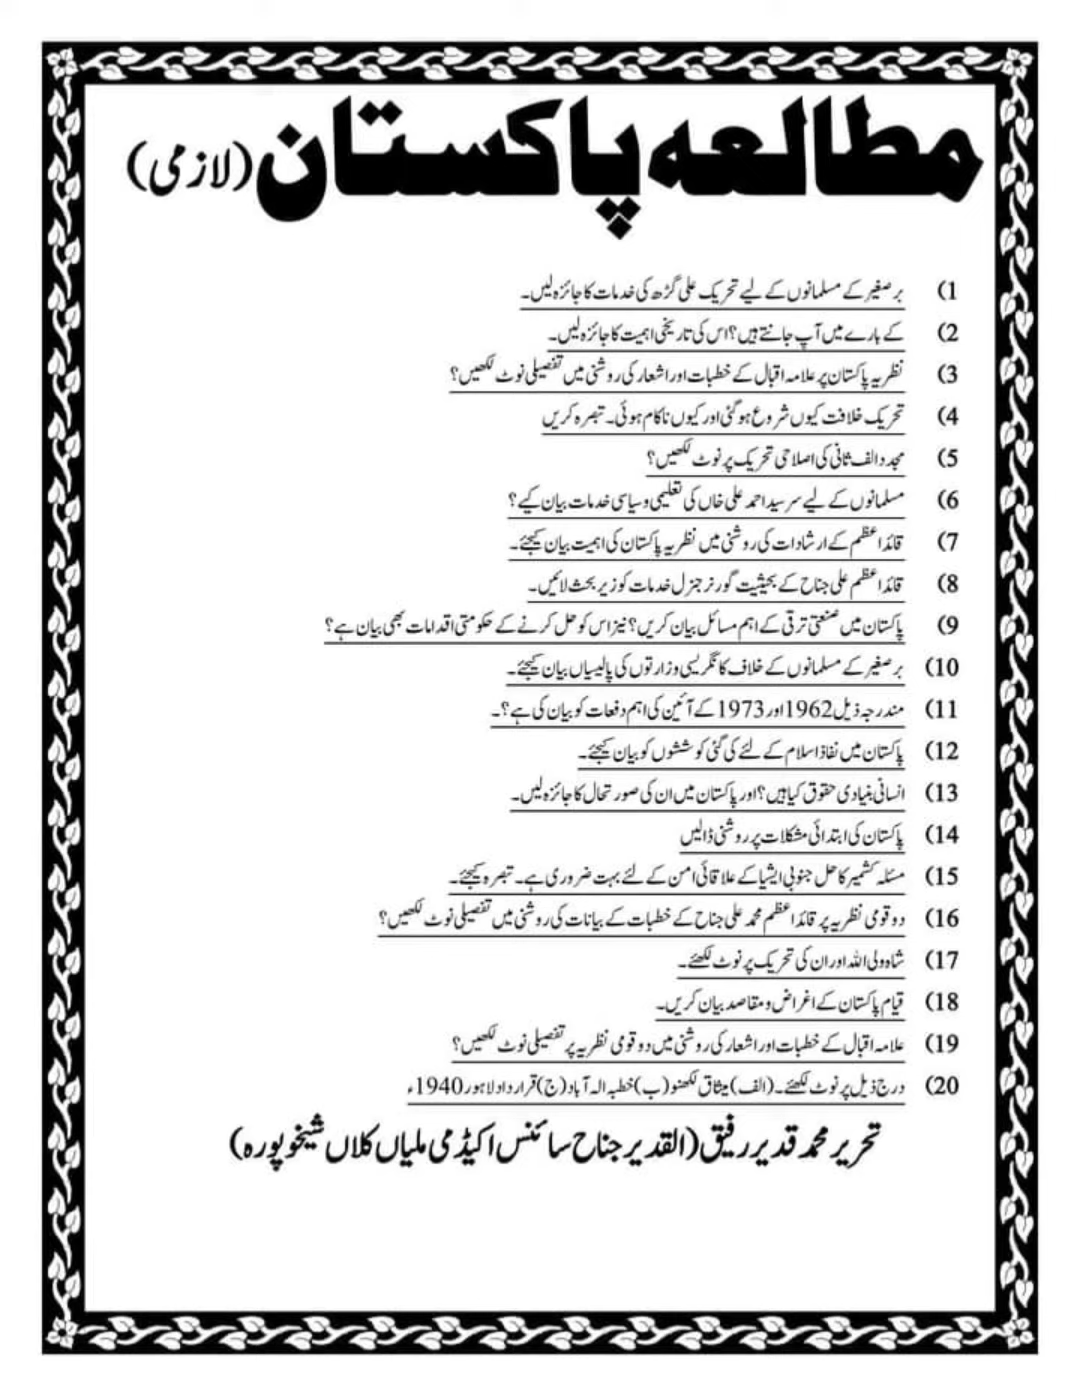 مطالعہ پاکستان (لازمی)
1) برصغیر کے مسلمانوں کے لیے تحریک علی گڑھ کی خدمات کا جائزہ لیں۔
2) کے بارے میں آپ جانتے ہیں؟ اس کی تاریخی اہمیت کا جائزہ لیں۔
3) نظریہ پاکستان پر علامہ اقبال کے خطبات اور اشعار کی روشنی میں تفصیلی نوٹ لکھیں؟
4) تحریک خلافت کیوں شروع ہوگئی اور کیوں ناکام ہوئی۔ تبصرہ کریں
5) مجدد الف ثانی کی اصلاحی تحریک پر نوٹ لکھیں؟
6) مسلمانوں کے لیے سرسید احمد علی خاں کی تعلیمی و سیاسی خدمات بیان کیے؟
7) قائداعظم کے ارشادات کی روشنی میں نظریہ پاکستان کی اہمیت بیان کیجئے۔
8) قائداعظم علی جناح کے بحیثیت گورنر جنرل خدمات کو زیر بحث لائیں۔
9) پاکستان میں صنعتی ترقی کے اہم مسائل بیان کریں؟ نیز اس کو حل کرنے کے حکومتی اقدامات بھی بیان ہے؟
10) برصغیر کے مسلمانوں کے خلاف کانگریسی وزارتوں کی پالیسیاں بیان کیجئے۔
11) مندرجہ ذیل 1962 اور 1973 کے آئین کی اہم دفعات کو بیان کی ہے؟۔
12) پاکستان میں نفاذ اسلام کے لئے کی گئی کوششوں کو بیان کیجئے۔
13) انسانی بنیادی حقوق کیا ہیں؟ اور پاکستان میں ان کی صورتحال کا جائزہ لیں۔
14) پاکستان کی ابتدائی مشکلات پر روشنی ڈالیں
15) مسئلہ کشمیر کا حل جنوبی ایشیا کے علاقائی امن کے لئے بہت ضروری ہے۔ تبصرہ کیجئے۔
16) دو قومی نظریہ پر قائداعظم محمد علی جناح کے خطبات کے بیانات کی روشنی میں تفصیلی نوٹ لکھیں؟
17) شاہ ولی اللہ اور ان کی تحریک پر نوٹ لکھئے۔
18) قیام پاکستان کے اغراض و مقاصد بیان کریں۔
19) علامہ اقبال کے خطبات اور اشعار کی روشنی میں دو قومی نظریہ پر تفصیلی نوٹ لکھیں؟
20) درج ذیل پر نوٹ لکھئے۔ (الف) میثاق لکھنو (ب) خطبہ الہ آباد (ج) قرارداد لاہور 1940ء
تحریر محمد قدیر رفیق (القدیر جناح سائنس اکیڈمی ملیاں کلاں شیخوپورہ)